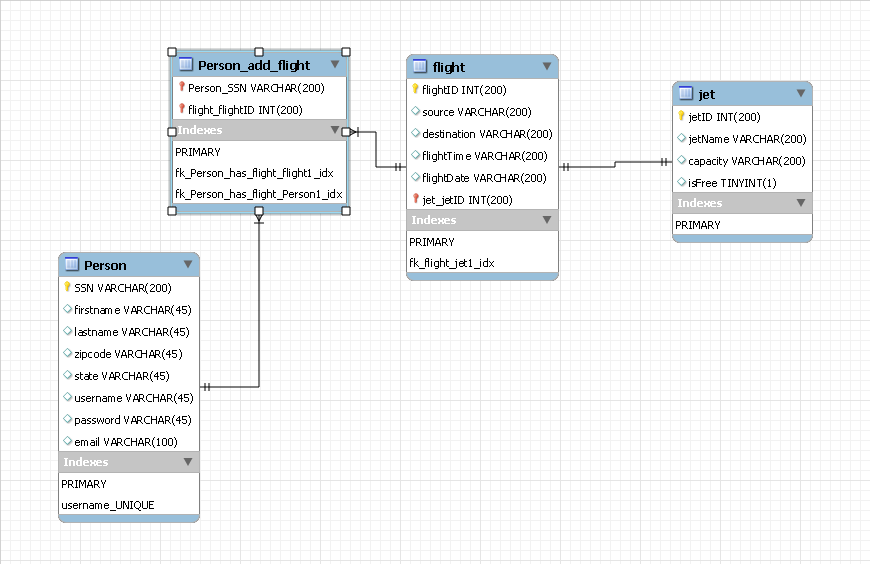 Person_add_flight
Person_SSN VARCHAR(200)
flight_flightID INT(200)
Indexes
PRIMARY
fk_Person_has_flight_flight1_idx
fk_Person_has_flight_Person1_idx
flight
flightID INT(200)
source VARCHAR(200)
destination VARCHAR(200)
flightTime VARCHAR(200)
flightDate VARCHAR(200)
jet_jetID INT(200)
Indexes
PRIMARY
fk_flight_jet1_idx
jet
jetID INT(200)
jetName VARCHAR(200)
capacity VARCHAR(200)
isFree TINYINT(1)
Indexes
PRIMARY
Person
SSN VARCHAR(200)
firstname VARCHAR(45)
lastname VARCHAR(45)
zipcode VARCHAR(45)
state VARCHAR(45)
username VARCHAR(45)
password VARCHAR(45)
email VARCHAR(100)
Indexes
PRIMARY
username_UNIQUE